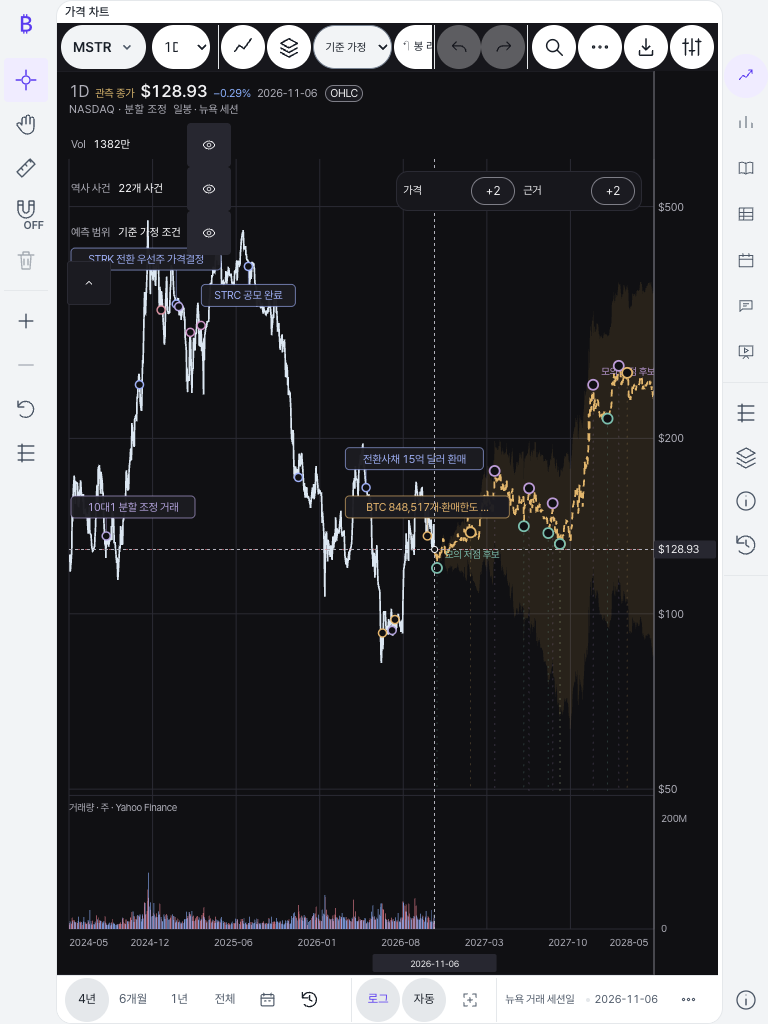 가격 차트
MSTR
기준 가정
1D 관측 종가 $128.93 −0.29% 2026-11-06 OHLC
NASDAQ · 분할 조정 일봉 · 뉴욕 세션
Vol 1382만
역사 사건 22개 사건
가격 +2 근거 +2
OFF
$500
예측 범위 기준 가정 조건
STRK 전환 우선주 가격결정
STRC 공모 완료
$200
전환사채 15억 달러 환매
10대1 분할 조정 거래
BTC 848,517개·환매한도 ...
모의 저점 후보
$128.93
$100
$50
거래량 · 주 · Yahoo Finance
200M
0
2024-05 2024-12 2025-06 2026-01 2026-08 2027-03 2027-10 2028-05
2026-11-06
4년 6개월 1년 전체 로그 자동 뉴욕 거래 세션일 2026-11-06